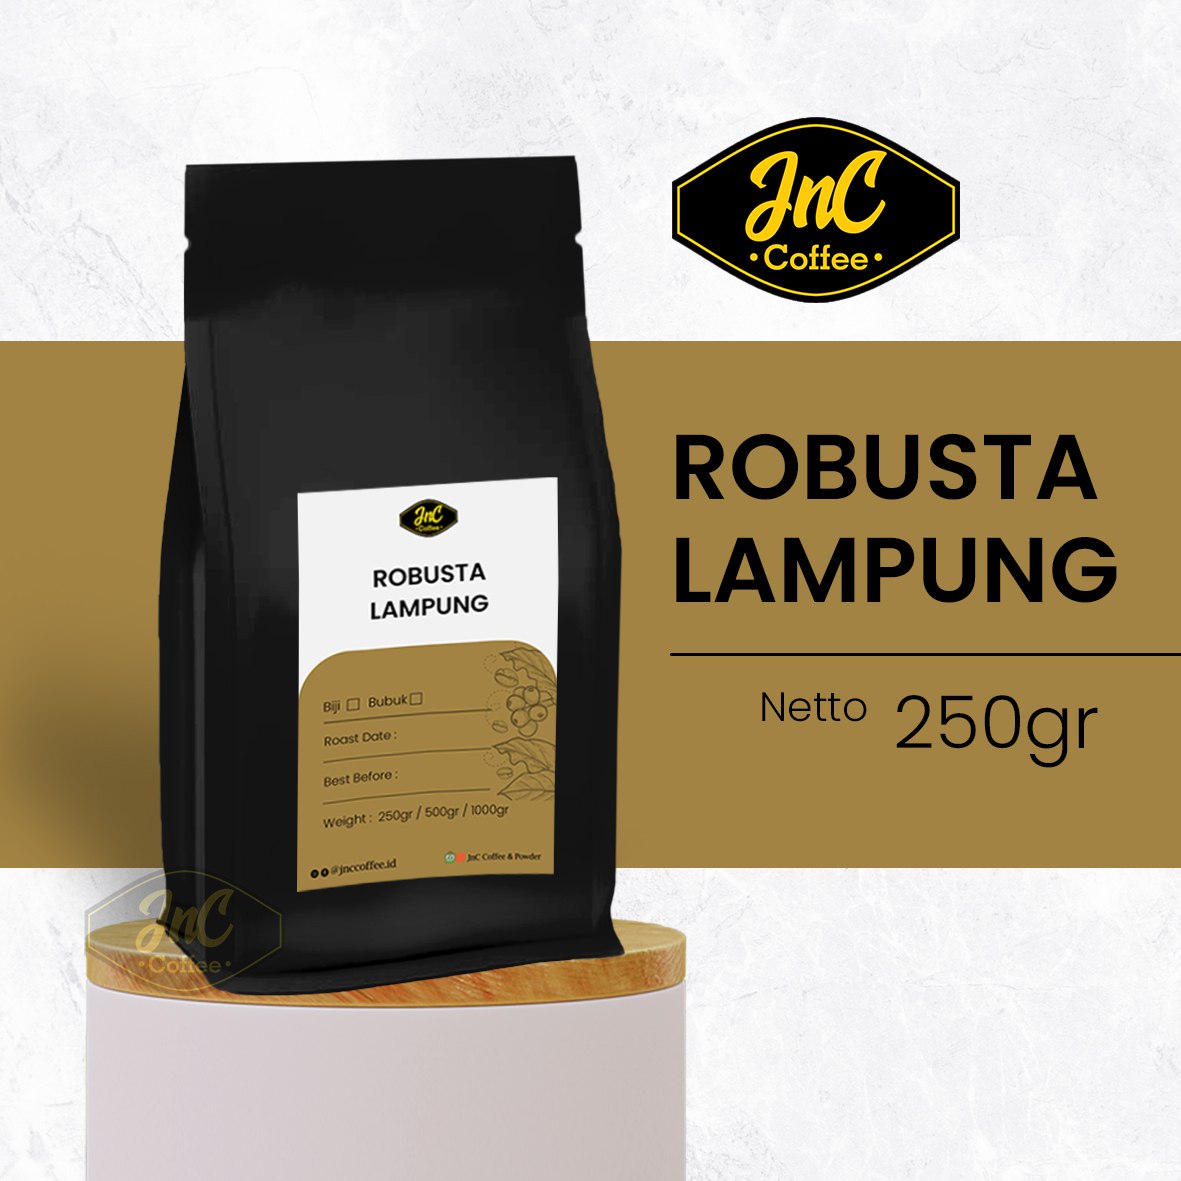 JnC
• Coffee •
ROBUSTA
LAMPUNG
Netto 250gr
JnC
• Coffee •
ROBUSTA
LAMPUNG
Biji □ Bubuk □
Roast Date :
Best Before :
Weight : 250gr / 500gr / 1000gr
@jnccoffee.id
JnC Coffee & Powder
JnC
• Coffee •